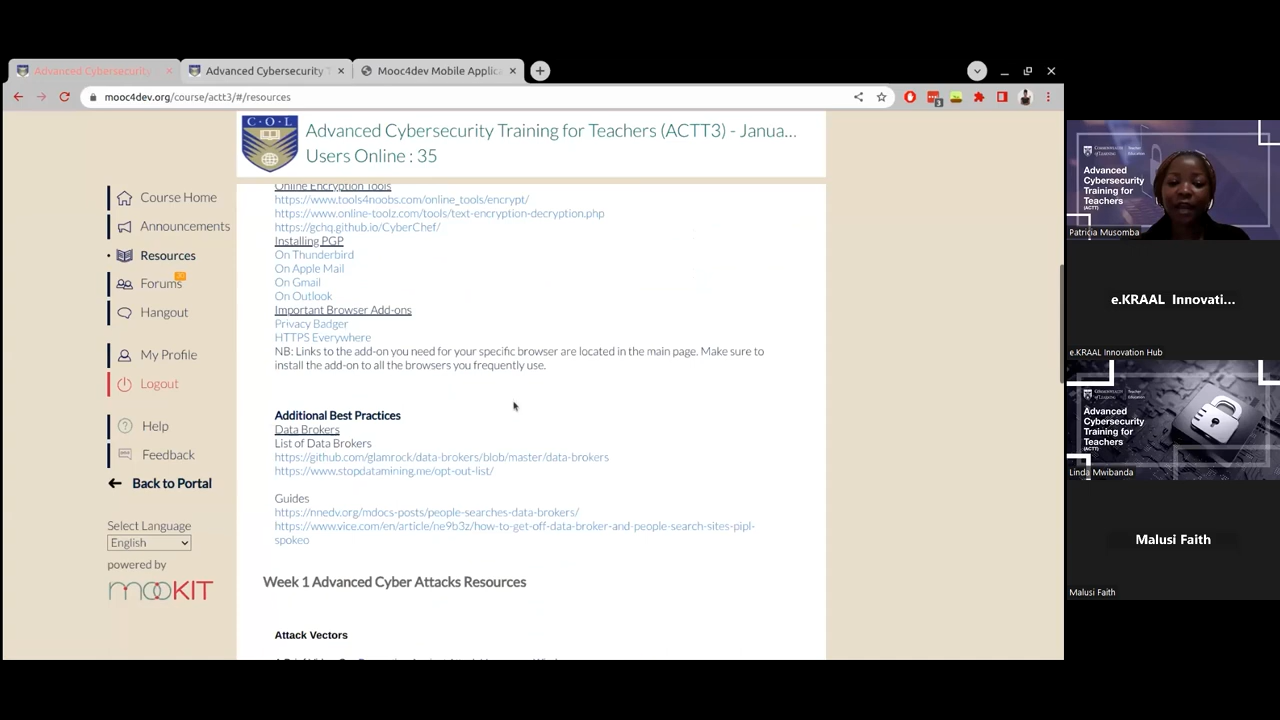 Advanced Cybersecurity
Advanced Cybersecurity T
Mooc4dev Mobile Applic
mooc4dev.org/course/actt3/#/resources
3
C.O.L
Advanced Cybersecurity Training for Teachers (ACTT3) - Janua...
Users Online : 35
Course Home
Announcements
Resources
Forums
Hangout
My Profile
Logout
Help
Feedback
Back to Portal
Select Language
English
powered by
mooKIT
Online Encryption Tools
https://www.tools4noobs.com/online_tools/encrypt/
https://www.online-toolz.com/tools/text-encryption-decryption.php
https://gchq.github.io/CyberChef/
Installing PGP
On Thunderbird
On Apple Mail
On Gmail
On Outlook
Important Browser Add-ons
Privacy Badger
HTTPS Everywhere
NB: Links to the add-on you need for your specific browser are located in the main page. Make sure to
install the add-on to all the browsers you frequently use.
Additional Best Practices
Data Brokers
List of Data Brokers
https://github.com/glamrock/data-brokers/blob/master/data-brokers
https://www.stopdatamining.me/opt-out-list/
Guides
https://nnedv.org/mdocs-posts/people-searches-data-brokers/
https://www.vice.com/en/article/ne9b3z/how-to-get-off-data-broker-and-people-search-sites-pipl-
spokeo
Week 1 Advanced Cyber Attacks Resources
Attack Vectors
Advanced
Cybersecurity
Training for
Teachers
(ACTT)
Patricia Musomba
e.KRAAL Innovati...
e.KRAAL Innovation Hub
Advanced
Cybersecurity
Training for
Teachers
(ACTT)
Linda Mwibanda
Malusi Faith
Malusi Faith